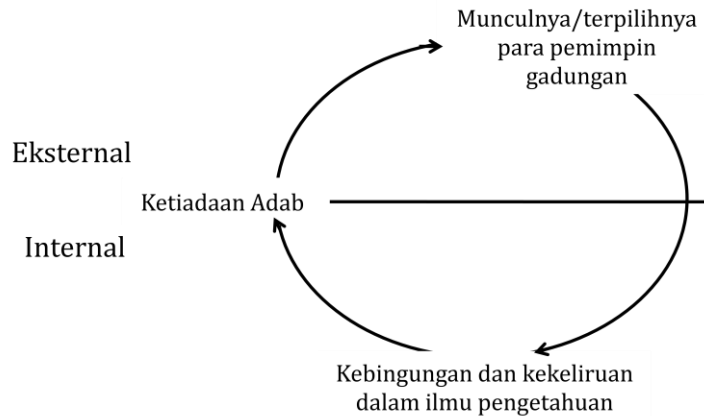 Munculnya/terpilihnya
para pemimpin
gadungan
Eksternal
Ketiadaan Adab
Internal
Kebingungan dan kekeliruan
dalam ilmu pengetahuan